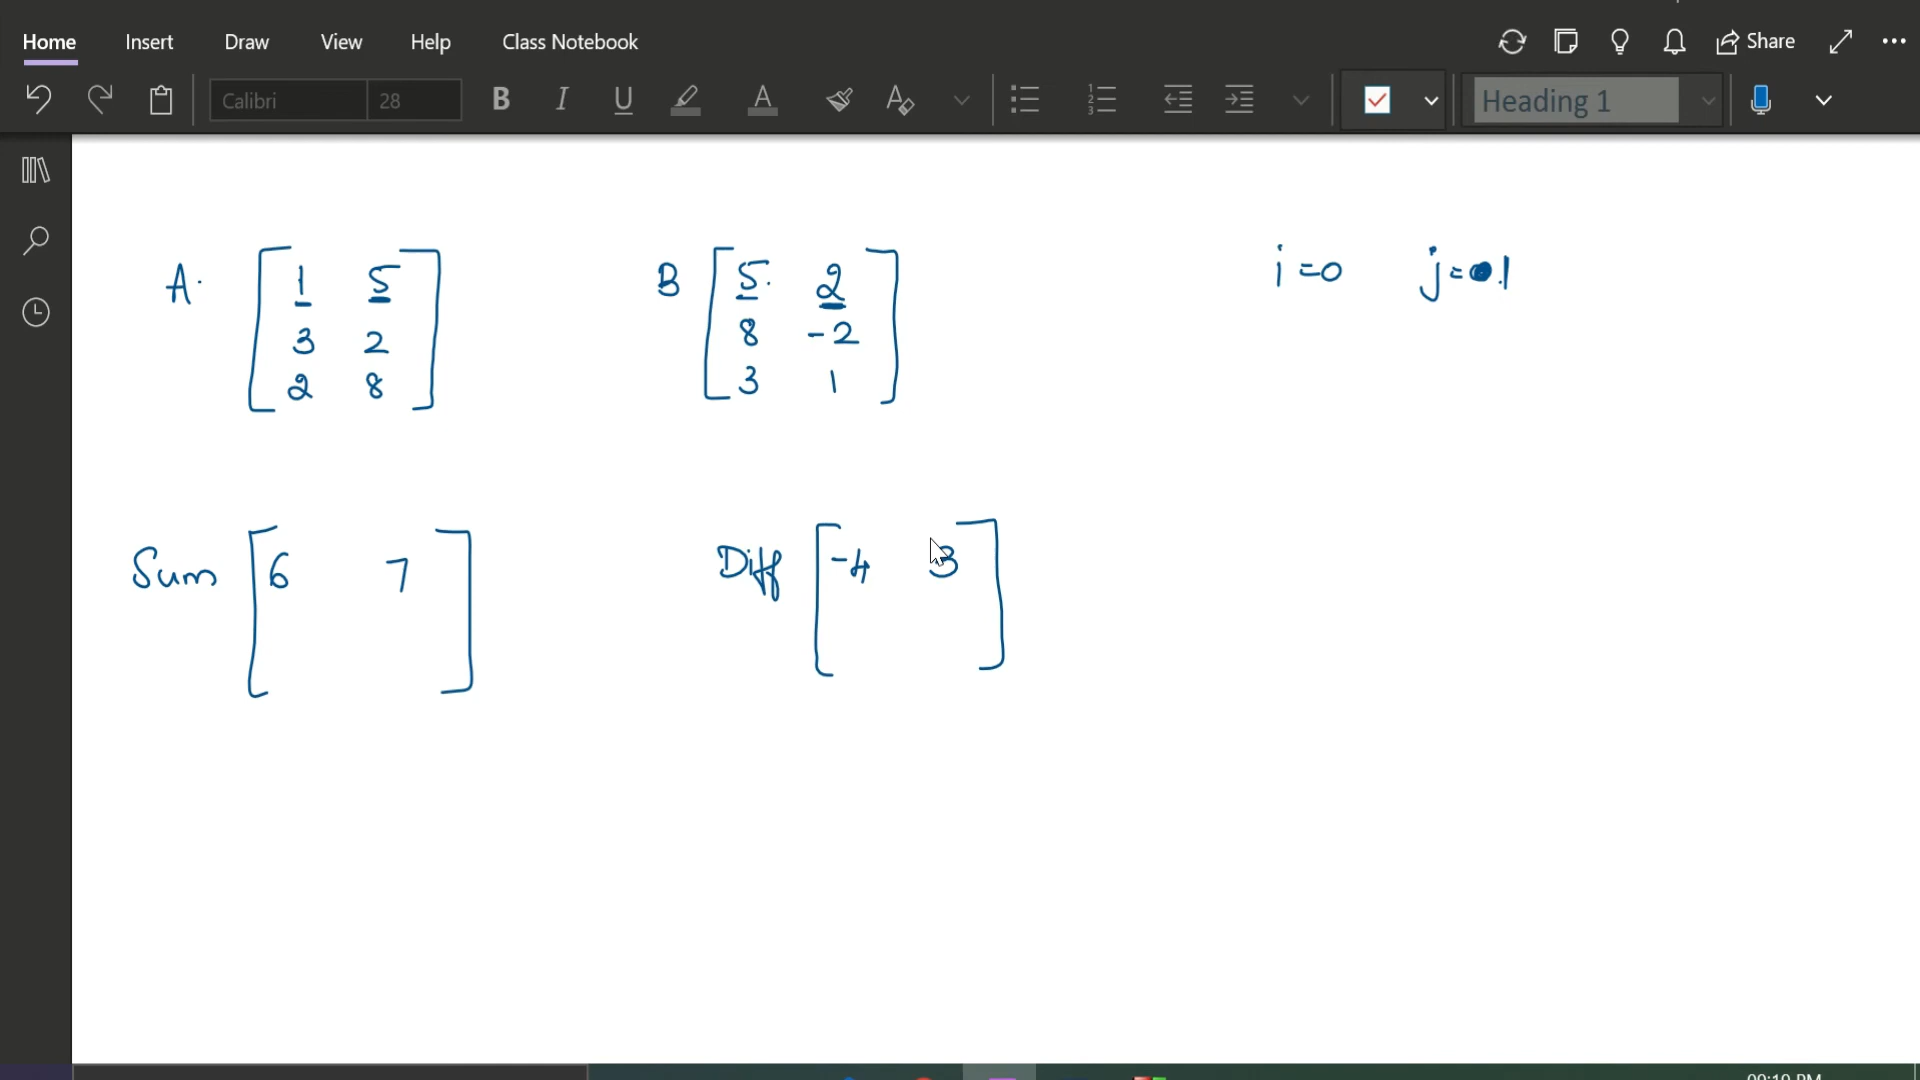 Home Insert Draw View Help Class Notebook Share
Calibri 28 B I U A A Heading 1
A. 1 5 B 5. 2 i=0 j=0.1
3 2 8 -2
2 8 3 1
Sum 6 7 Diff -4 3